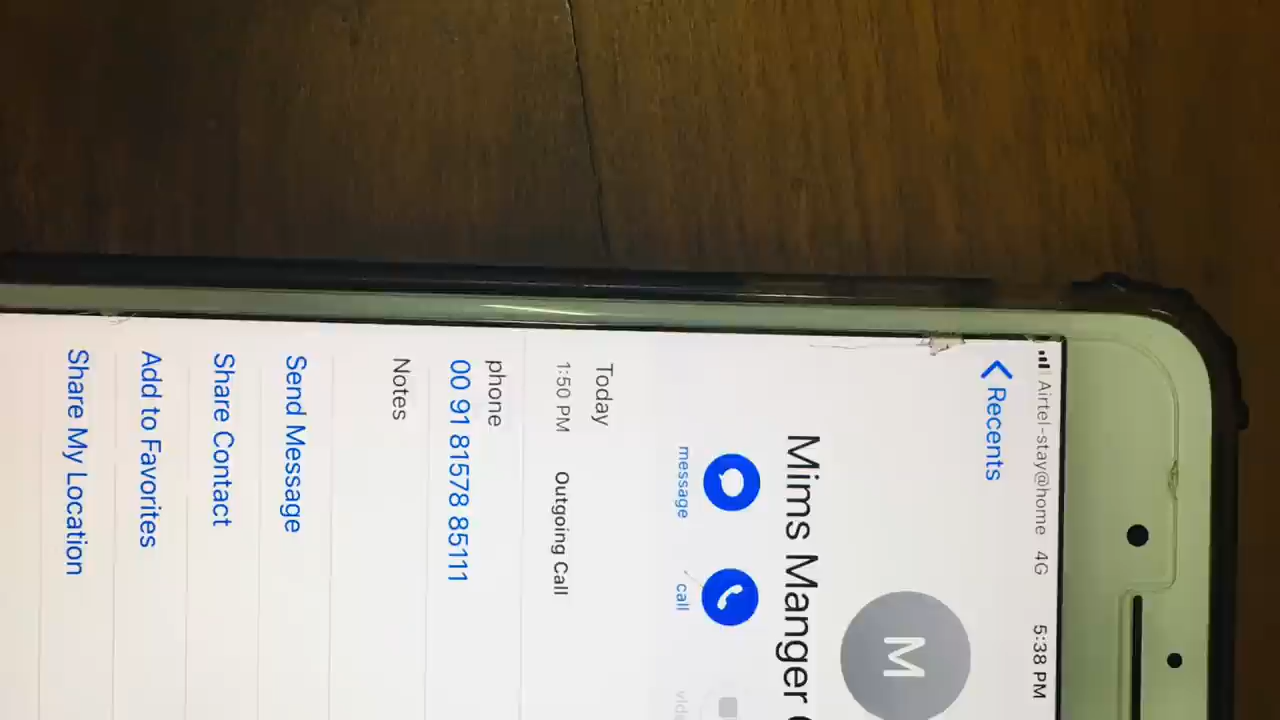 Airtel-stay@home 4G 5:38 PM
Recents
M
Mims Manger
message call
Today
1:50 PM Outgoing Call
phone
00 91 81578 85111
Notes
Send Message
Share Contact
Add to Favorites
Share My Location